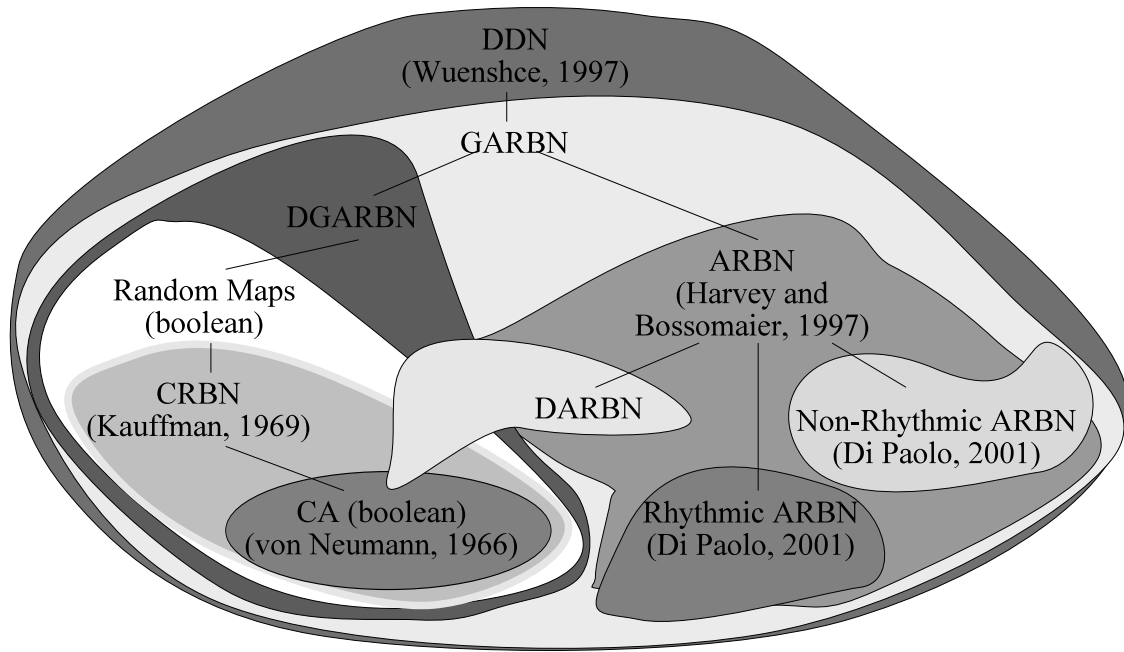 DDN
(Wuenshce, 1997)
GARBN
DGARBN
ARBN
(Harvey and
Bossomaier, 1997)
Random Maps
(boolean)
CRBN
(Kauffman, 1969)
DARBN
Non-Rhythmic ARBN
(Di Paolo, 2001)
CA (boolean)
(von Neumann, 1966)
Rhythmic ARBN
(Di Paolo, 2001)